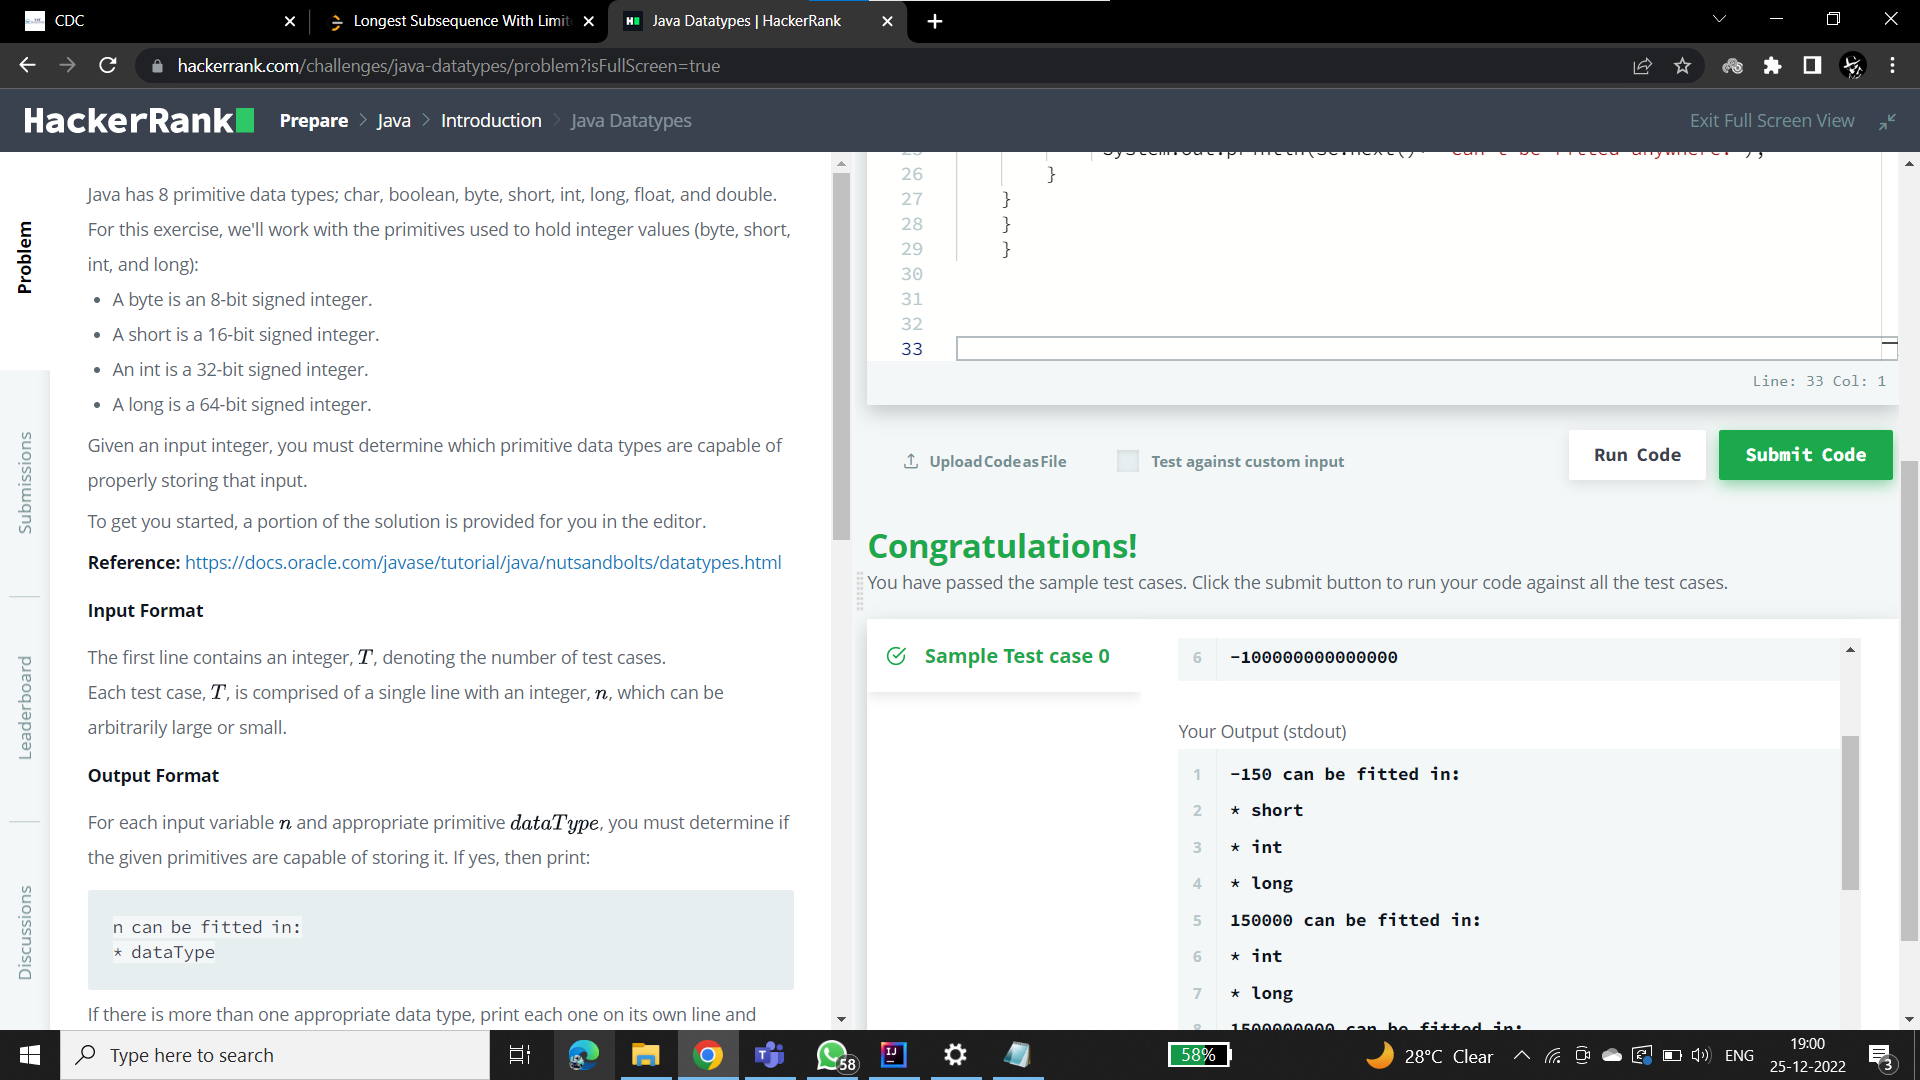 CDC
Longest Subsequence With Limit
Java Datatypes | HackerRank
hackerrank.com/challenges/java-datatypes/problem?isFullScreen=true
HackerRank
Prepare > Java > Introduction > Java Datatypes
Exit Full Screen View
Problem
Submissions
Leaderboard
Discussions
Java has 8 primitive data types; char, boolean, byte, short, int, long, float, and double.
For this exercise, we'll work with the primitives used to hold integer values (byte, short,
int, and long):
• A byte is an 8-bit signed integer.
• A short is a 16-bit signed integer.
• An int is a 32-bit signed integer.
• A long is a 64-bit signed integer.
Given an input integer, you must determine which primitive data types are capable of
properly storing that input.
To get you started, a portion of the solution is provided for you in the editor.
Reference: https://docs.oracle.com/javase/tutorial/java/nutsandbolts/datatypes.html
Input Format
The first line contains an integer, T, denoting the number of test cases.
Each test case, T, is comprised of a single line with an integer, n, which can be
arbitrarily large or small.
Output Format
For each input variable n and appropriate primitive dataType, you must determine if
the given primitives are capable of storing it. If yes, then print:
n can be fitted in:
* dataType
If there is more than one appropriate data type, print each one on its own line and
26 }
27 }
28 }
29 }
30
31
32
33
Line: 33 Col: 1
Upload Code as File
Test against custom input
Run Code
Submit Code
Congratulations!
You have passed the sample test cases. Click the submit button to run your code against all the test cases.
Sample Test case 0
6 -100000000000000
Your Output (stdout)
1 -150 can be fitted in:
2 * short
3 * int
4 * long
5 150000 can be fitted in:
6 * int
7 * long
8 1500000000 can be fitted in:
Type here to search
58
58%
28°C Clear
ENG
19:00
25-12-2022
3